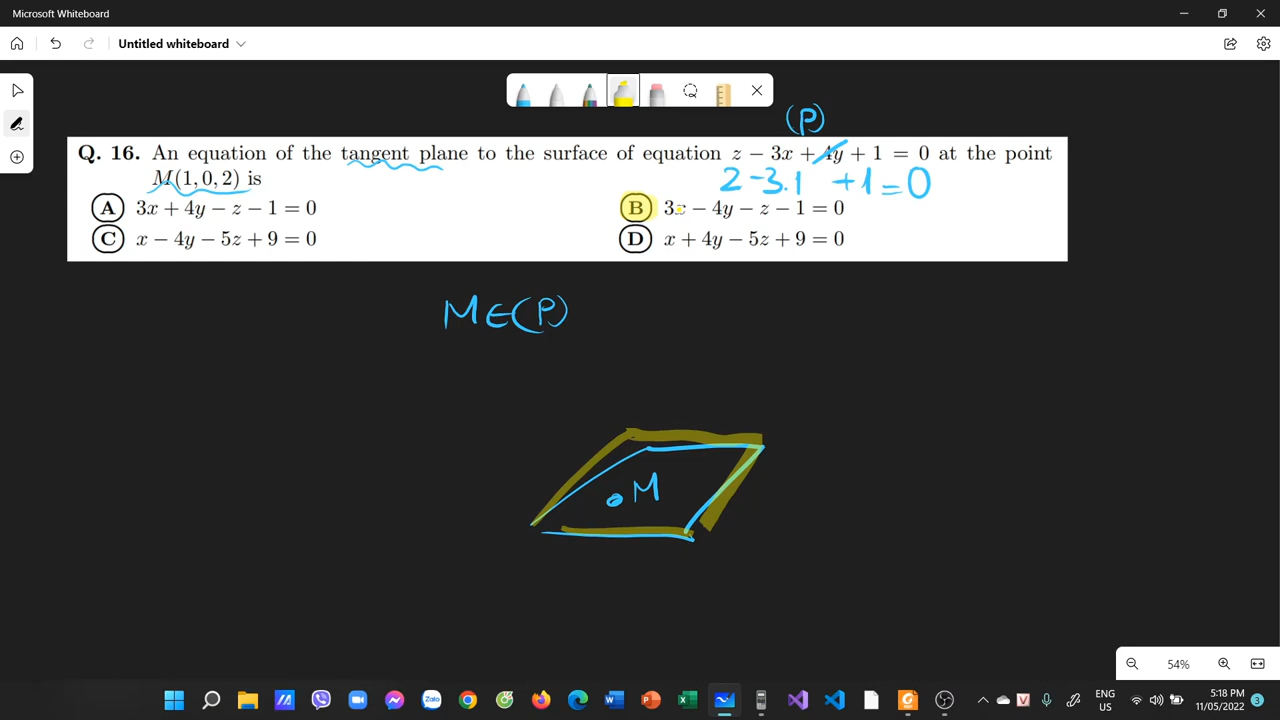 Microsoft Whiteboard
Untitled whiteboard
(P)
Q. 16. An equation of the tangent plane to the surface of equation z − 3x + 4y + 1 = 0 at the point
M(1, 0, 2) is
2 - 3.1 + 1 = 0
A 3x + 4y − z − 1 = 0
B 3x − 4y − z − 1 = 0
C x − 4y − 5z + 9 = 0
D x + 4y − 5z + 9 = 0
M ∈ (P)
M
54%
ENG
US
5:18 PM
11/05/2022
3